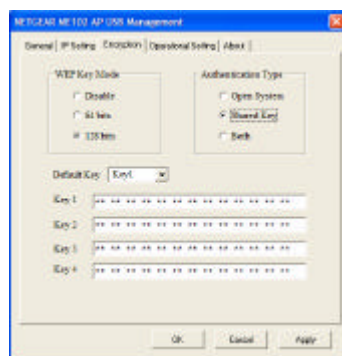 NETGEAR ME102 AP USB Management
General | IP Setting | Encryption | Operational Setting | About
WEP Key Mode
Authentication Type
Disable
Open System
64 bits
Shared Key
128 bits
Both
Default Key Key1
Key 1 ** ** ** ** ** ** ** ** ** ** ** ** **
Key 2 ** ** ** ** ** ** ** ** ** ** ** ** **
Key 3 ** ** ** ** ** ** ** ** ** ** ** ** **
Key 4 ** ** ** ** ** ** ** ** ** ** ** ** **
OK Cancel Apply